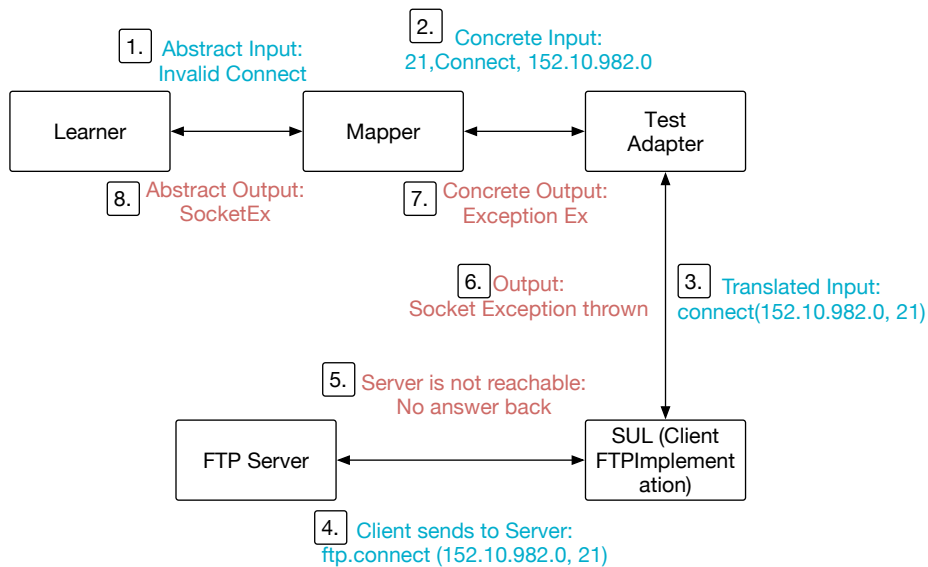 1.
Abstract Input:
Invalid Connect
2.
Concrete Input:
21,Connect, 152.10.982.0
Learner
Mapper
Test
Adapter
8.
Abstract Output:
SocketEx
7.
Concrete Output:
Exception Ex
6.
Output:
Socket Exception thrown
3.
Translated Input:
connect(152.10.982.0, 21)
5.
Server is not reachable:
No answer back
FTP Server
SUL (Client
FTPImplement
ation)
4.
Client sends to Server:
ftp.connect (152.10.982.0, 21)